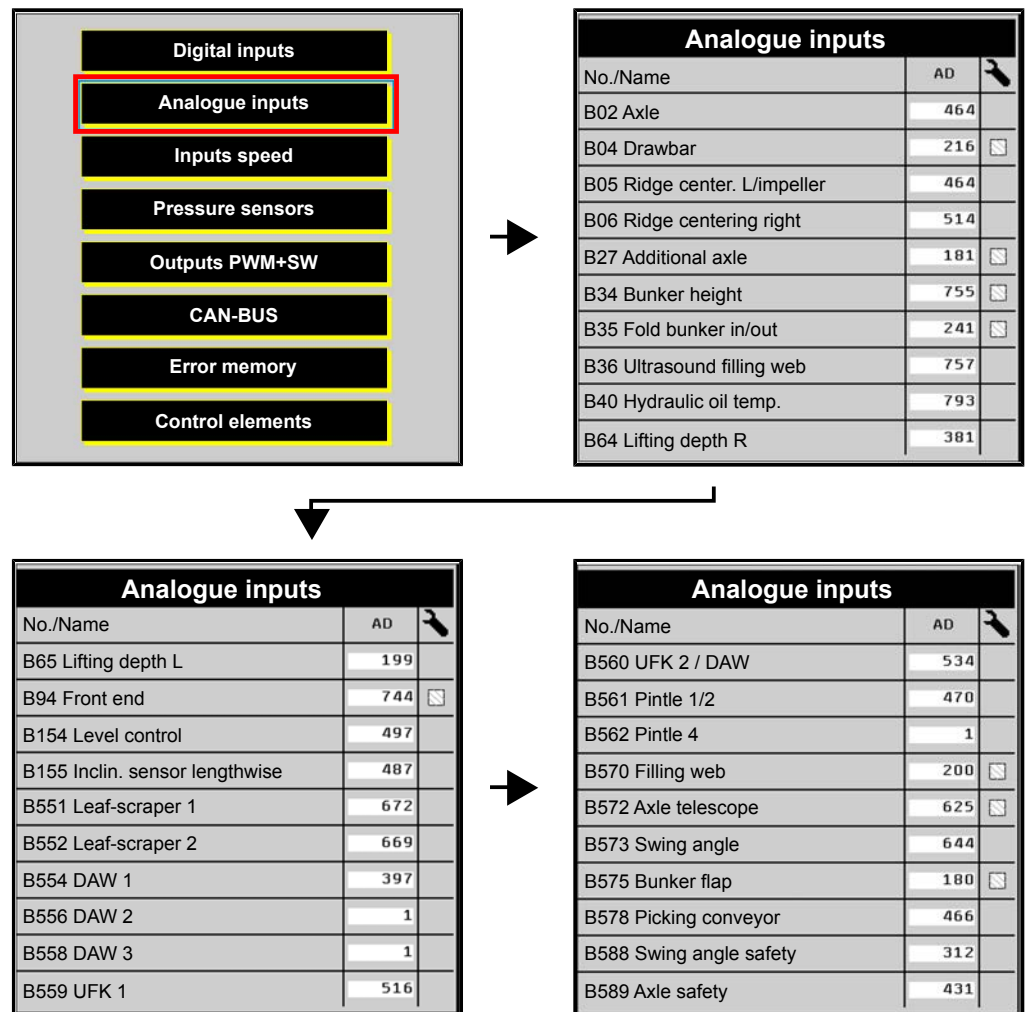 Digital inputs
Analogue inputs
Inputs speed
Pressure sensors
Outputs PWM+SW
CAN-BUS
Error memory
Control elements
Analogue inputs
No./Name AD
B02 Axle 464
B04 Drawbar 216
B05 Ridge center. L/impeller 464
B06 Ridge centering right 514
B27 Additional axle 181
B34 Bunker height 755
B35 Fold bunker in/out 241
B36 Ultrasound filling web 757
B40 Hydraulic oil temp. 793
B64 Lifting depth R 381
Analogue inputs
No./Name AD
B65 Lifting depth L 199
B94 Front end 744
B154 Level control 497
B155 Inclin. sensor lengthwise 487
B551 Leaf-scraper 1 672
B552 Leaf-scraper 2 669
B554 DAW 1 397
B556 DAW 2 1
B558 DAW 3 1
B559 UFK 1 516
Analogue inputs
No./Name AD
B560 UFK 2 / DAW 534
B561 Pintle 1/2 470
B562 Pintle 4 1
B570 Filling web 200
B572 Axle telescope 625
B573 Swing angle 644
B575 Bunker flap 180
B578 Picking conveyor 466
B588 Swing angle safety 312
B589 Axle safety 431